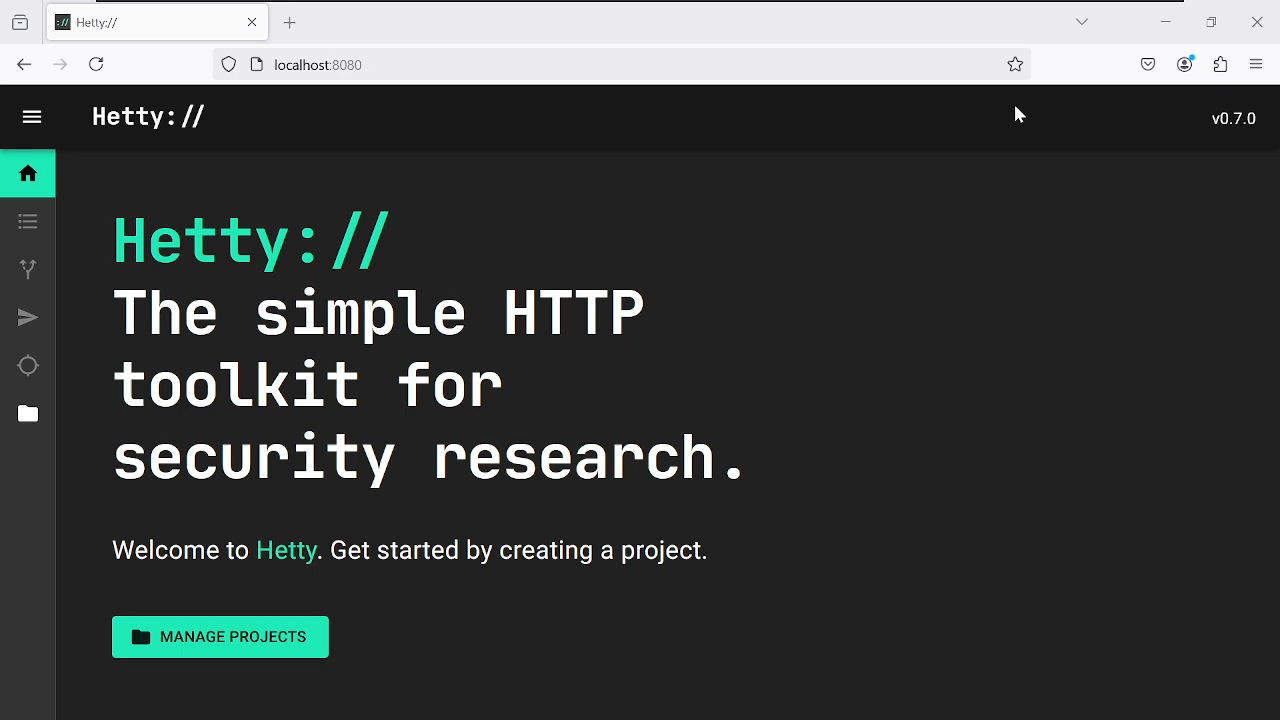 Hetty://
localhost:8080
Hetty://
v0.7.0
Hetty://
The simple HTTP
toolkit for
security research.
Welcome to Hetty. Get started by creating a project.
MANAGE PROJECTS